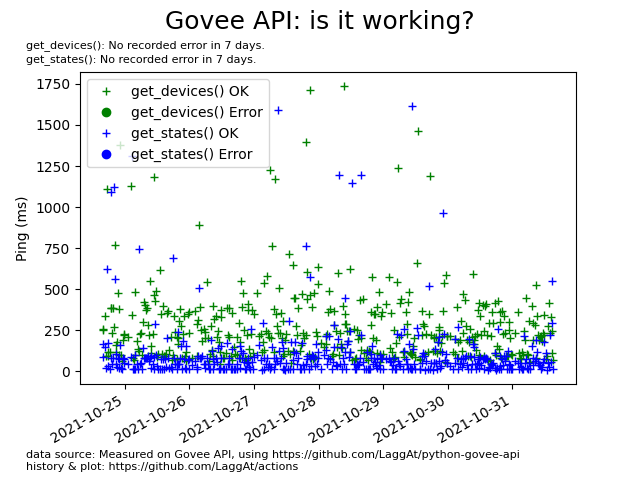 Govee API: is it working?
get_devices(): No recorded error in 7 days.
get_states(): No recorded error in 7 days.
get_devices() OK
get_devices() Error
get_states() OK
get_states() Error
Ping (ms)
1750
1500
1250
1000
750
500
250
0
2021-10-25
2021-10-26
2021-10-27
2021-10-28
2021-10-29
2021-10-30
2021-10-31
data source: Measured on Govee API, using https://github.com/LaggAt/python-govee-api
history & plot: https://github.com/LaggAt/actions